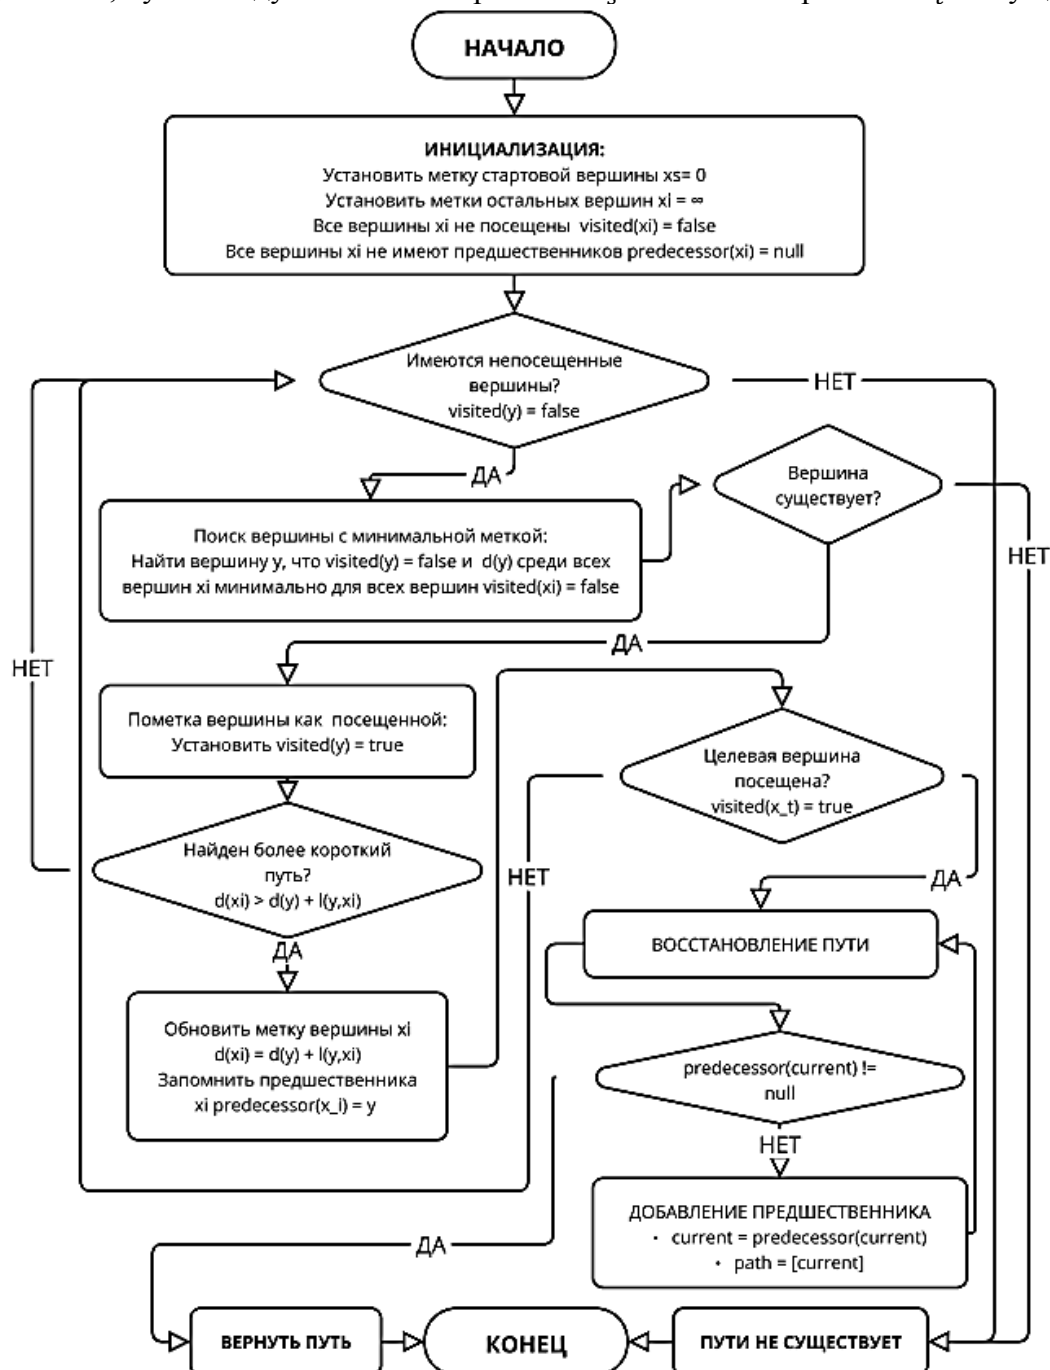 НАЧАЛО
ИНИЦИАЛИЗАЦИЯ:
Установить метку стартовой вершины xs= 0
Установить метки остальных вершин xi = ∞
Все вершины xi не посещены visited(xi) = false
Все вершины xi не имеют предшественников predecessor(xi) = null
Имеются непосещенные
вершины?
visited(y) = false
НЕТ
ДА
Вершина
существует?
Поиск вершины с минимальной меткой:
Найти вершину y, что visited(y) = false и d(y) среди всех
вершин xi минимально для всех вершин visited(xi) = false
НЕТ
ДА
НЕТ
Пометка вершины как посещенной:
Установить visited(y) = true
Целевая вершина
посещена?
visited(x_t) = true
Найден более короткий
путь?
d(xi) > d(y) + l(y,xi)
НЕТ
ДА
ДА
ВОССТАНОВЛЕНИЕ ПУТИ
Обновить метку вершины xi
d(xi) = d(y) + l(y,xi)
Запомнить предшественника
xi predecessor(x_i) = y
predecessor(current) !=
null
НЕТ
ДОБАВЛЕНИЕ ПРЕДШЕСТВЕННИКА
• current = predecessor(current)
• path = [current]
ДА
ВЕРНУТЬ ПУТЬ
КОНЕЦ
ПУТИ НЕ СУЩЕСТВУЕТ